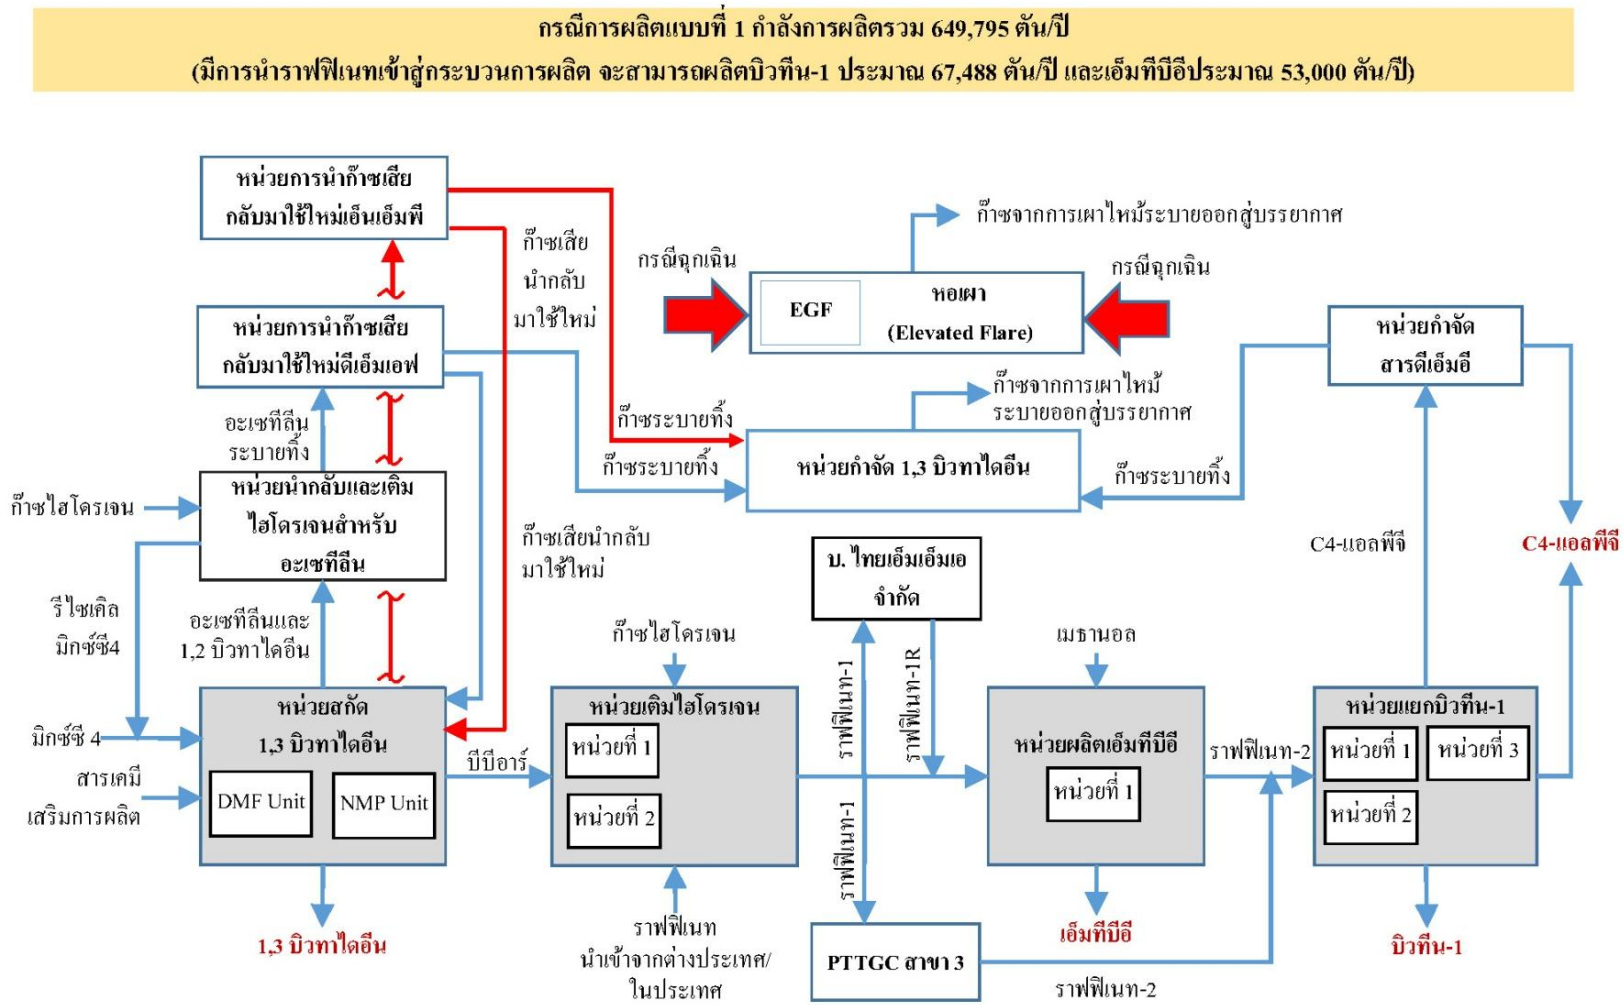 กรณีการผลิตแบบที่ 1 กำลังการผลิตรวม 649,795 ตัน/ปี
(มีการนำราฟฟิเนทเข้าสู่กระบวนการผลิต จะสามารถผลิตบิวทีน-1 ประมาณ 67,488 ตัน/ปี และเอ็มทีบีอีประมาณ 53,000 ตัน/ปี)
หน่วยการนำก๊าซเสีย
กลับมาใช้ใหม่เอ็นเอ็มพี
ก๊าซเสีย
นำกลับ
มาใช้ใหม่
ก๊าซจากการเผาไหม้ระบายออกสู่บรรยากาศ
กรณีฉุกเฉิน
กรณีฉุกเฉิน
EGF
หอเผา
(Elevated Flare)
หน่วยการนำก๊าซเสีย
กลับมาใช้ใหม่ดีเอ็มเอฟ
หน่วยกำจัด
สารดีเอ็มอี
ก๊าซจากการเผาไหม้
ระบายออกสู่บรรยากาศ
อะเซทีลีน
ระบายทิ้ง
ก๊าซระบายทิ้ง
ก๊าซระบายทิ้ง
หน่วยกำจัด 1,3 บิวทาไดอีน
ก๊าซระบายทิ้ง
ก๊าซไฮโดรเจน
หน่วยนำกลับและเติม
ไฮโดรเจนสำหรับ
อะเซทีลีน
ก๊าซเสียนำกลับ
มาใช้ใหม่
บ. ไทยเอ็มเอ็มเอ
จำกัด
C4-แอลพีจี
C4-แอลพีจี
รีไซเคิล
มิกซ์ซี4
อะเซทีลีนและ
1,2 บิวทาไดอีน
ก๊าซไฮโดรเจน
ราฟฟิเนท-1
ราฟฟิเนท-1R
เมธานอล
มิกซ์ซี 4
สารเคมี
เสริมการผลิต
หน่วยสกัด
1,3 บิวทาไดอีน
DMF Unit
NMP Unit
บีบีอาร์
หน่วยเติมไฮโดรเจน
หน่วยที่ 1
หน่วยที่ 2
ราฟฟิเนท-1
หน่วยผลิตเอ็มทีบีอี
หน่วยที่ 1
ราฟฟิเนท-2
หน่วยแยกบิวทีน-1
หน่วยที่ 1
หน่วยที่ 3
หน่วยที่ 2
1,3 บิวทาไดอีน
ราฟฟิเนท
นำเข้าจากต่างประเทศ/
ในประเทศ
PTTGC สาขา 3
เอ็มทีบีอี
ราฟฟิเนท-2
บิวทีน-1